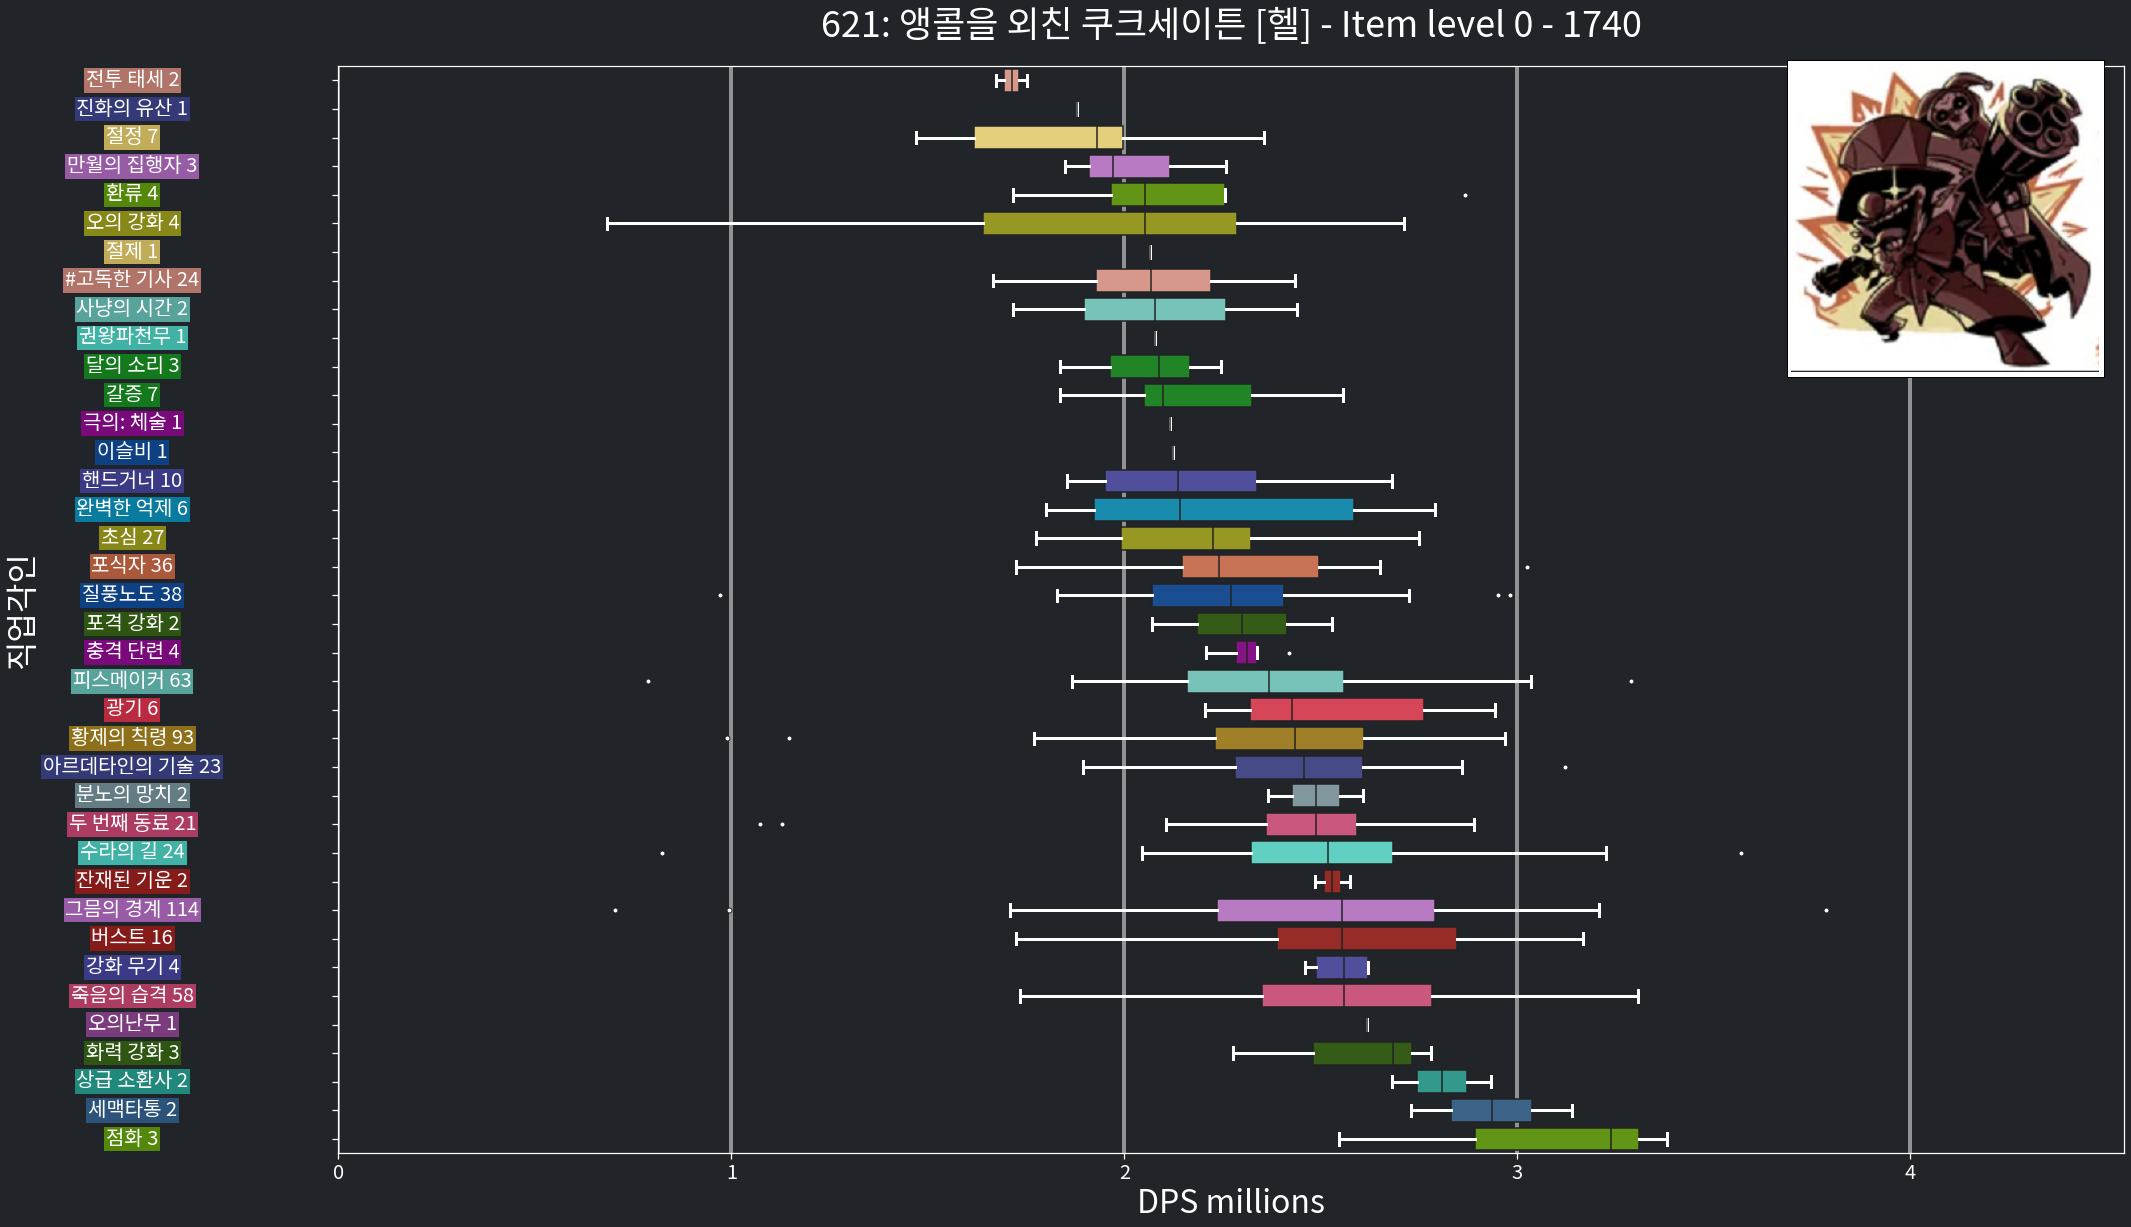 621: 앵콜을 외친 쿠크세이튼 [헬] - Item level 0 - 1740
전투 태세 2
진화의 유산 1
절정 7
만월의 집행자 3
환류 4
오의 강화 4
절제 1
#고독한 기사 24
사냥의 시간 2
권왕파천무 1
달의 소리 3
갈증 7
극의: 체술 1
이슬비 1
핸드거너 10
완벽한 억제 6
초심 27
포식자 36
질풍노도 38
포격 강화 2
충격 단련 4
피스메이커 63
광기 6
황제의 칙령 93
아르데타인의 기술 23
분노의 망치 2
두 번째 동료 21
수라의 길 24
잔재된 기운 2
그믐의 경계 114
버스트 16
강화 무기 4
죽음의 습격 58
오의난무 1
화력 강화 3
상급 소환사 2
세맥타통 2
점화 3
직업각인
0 1 2 3 4
DPS millions